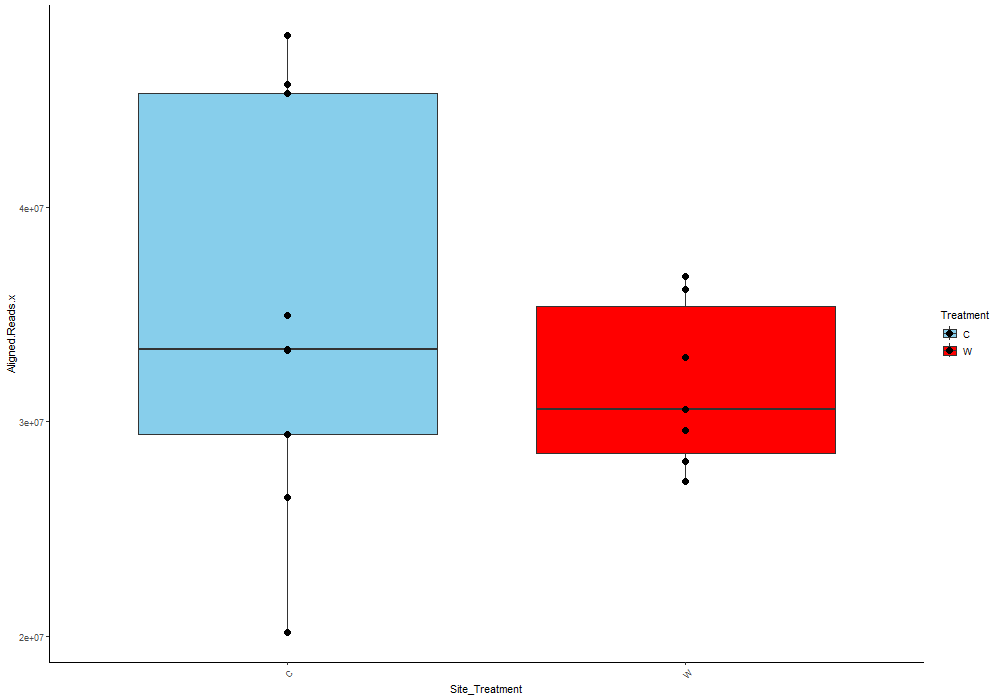 Aligned.Reads.x
4e+07
3e+07
2e+07
C
W
Site_Treatment
Treatment
C
W